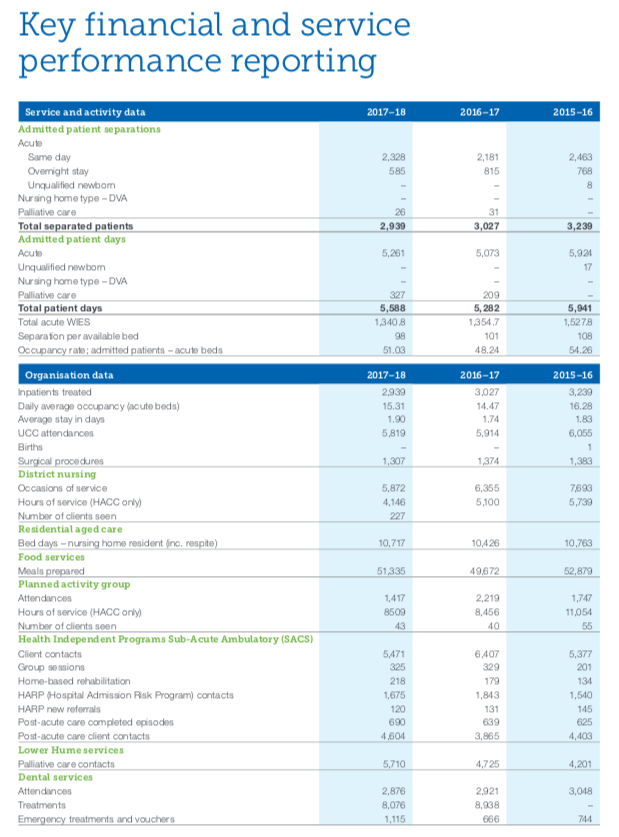 Key financial and service
performance reporting
Service and activity data 2017–18 2016–17 2015–16
Admitted patient separations
Acute
Same day 2,328 2,181 2,463
Overnight stay 585 815 768
Unqualified newborn – – 8
Nursing home type – DVA – – –
Palliative care 26 31 –
Total separated patients 2,939 3,027 3,239
Admitted patient days
Acute 5,261 5,073 5,924
Unqualified newborn – – 17
Nursing home type – DVA – – –
Palliative care 327 209 –
Total patient days 5,588 5,282 5,941
Total acute WIES 1,340.8 1,354.7 1,527.8
Separation per available bed 98 101 108
Occupancy rate; admitted patients – acute beds 51.03 48.24 54.26
Organisation data 2017–18 2016–17 2015–16
Inpatients treated 2,939 3,027 3,239
Daily average occupancy (acute beds) 15.31 14.47 16.28
Average stay in days 1.90 1.74 1.83
UCC attendances 5,819 5,914 6,055
Births – – 1
Surgical procedures 1,307 1,374 1,383
District nursing
Occasions of service 5,872 6,355 7,693
Hours of service (HACC only) 4,146 5,100 5,739
Number of clients seen 227
Residential aged care
Bed days – nursing home resident (inc. respite) 10,717 10,426 10,763
Food services
Meals prepared 51,335 49,672 52,879
Planned activity group
Attendances 1,417 2,219 1,747
Hours of service (HACC only) 8509 8,456 11,054
Number of clients seen 43 40 55
Health Independent Programs Sub-Acute Ambulatory (SACS)
Client contacts 5,471 6,407 5,377
Group sessions 325 329 201
Home-based rehabilitation 218 179 134
HARP (Hospital Admission Risk Program) contacts 1,675 1,843 1,540
HARP new referrals 120 131 145
Post-acute care completed episodes 690 639 625
Post-acute care client contacts 4,604 3,865 4,403
Lower Hume services
Palliative care contacts 5,710 4,725 4,201
Dental services
Attendances 2,876 2,921 3,048
Treatments 8,076 8,938 –
Emergency treatments and vouchers 1,115 666 744